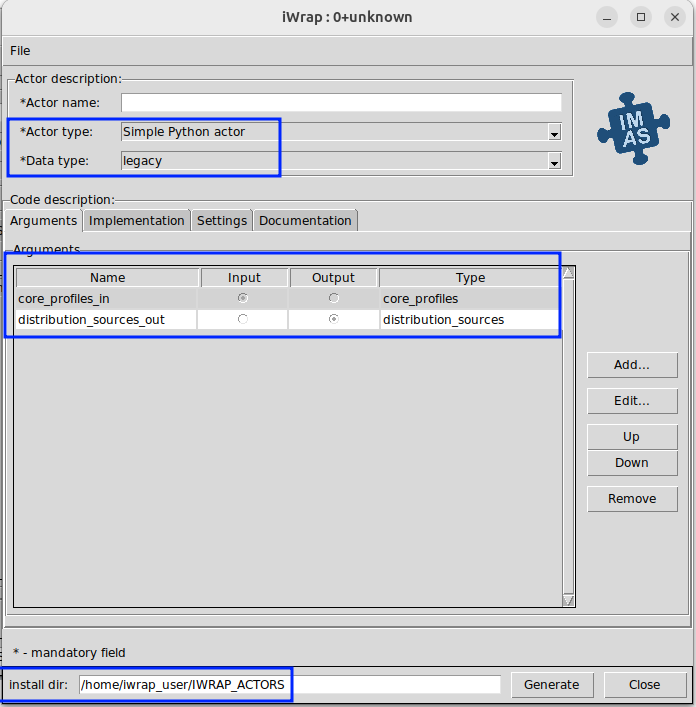 iWrap : 0+unknown
File
Actor description:
*Actor name:
*Actor type: Simple Python actor
*Data type: legacy
IM
AS
Code description:
Arguments Implementation Settings Documentation
Arguments
Name Input Output Type
core_profiles_in core_profiles
distribution_sources_out distribution_sources
Add...
Edit...
Up
Down
Remove
* - mandatory field
install dir: /home/iwrap_user/IWRAP_ACTORS Generate Close